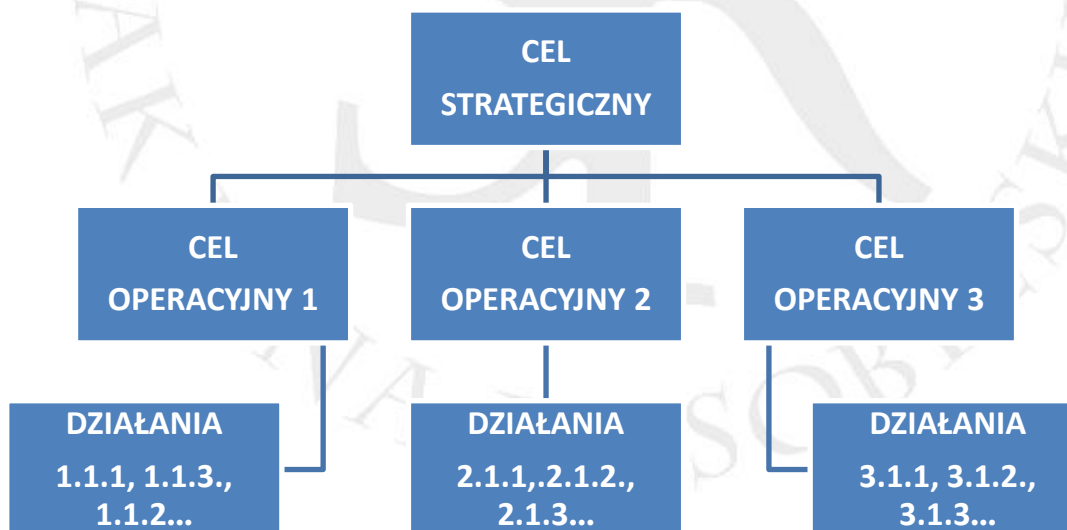 CEL
STRATEGICZNY
CEL
OPERACYJNY 1
CEL
OPERACYJNY 2
CEL
OPERACYJNY 3
DZIAŁANIA
1.1.1, 1.1.3.,
1.1.2...
DZIAŁANIA
2.1.1,.2.1.2.,
2.1.3...
DZIAŁANIA
3.1.1, 3.1.2.,
3.1.3...